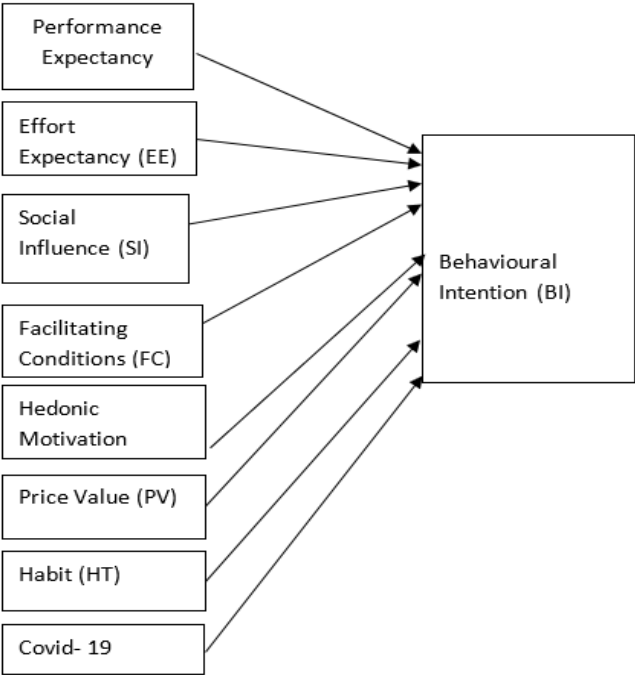 Performance
Expectancy
Effort
Expectancy (EE)
Social
Influence (SI)
Facilitating
Conditions (FC)
Hedonic
Motivation
Price Value (PV)
Habit (HT)
Covid- 19
Behavioural
Intention (BI)